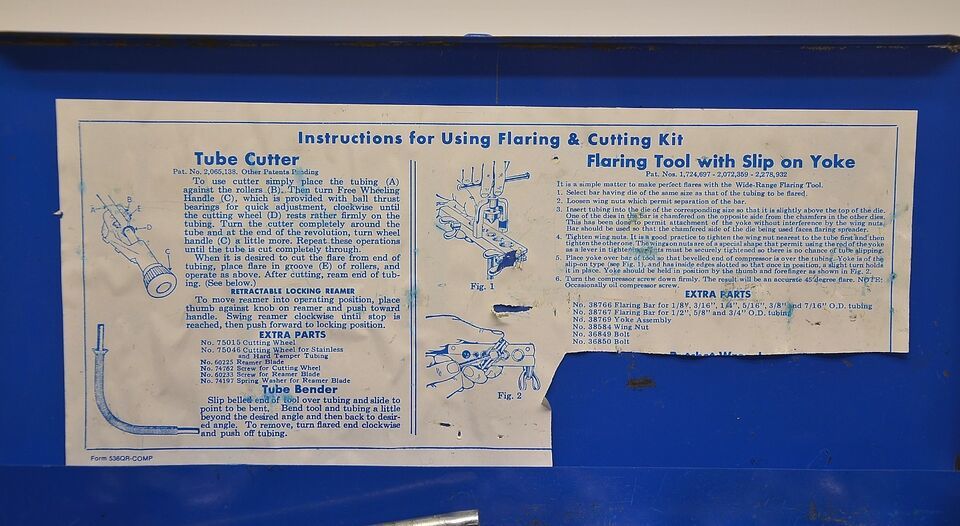 Instructions for Using Flaring & Cutting Kit
Tube Cutter
Pat. No. 2,065,138. Other Patents Pending
To use cutter simply place the tubing (A)
against the rollers (B). Then turn Free Wheeling
Handle (C), which is provided with ball thrust
bearings for quick adjustment, clockwise until
the cutting wheel (D) rests rather firmly on the
tubing. Turn the cutter completely around the
tube and at the end of the revolution, turn wheel
handle (C) a little more. Repeat these operations
until the tube is cut completely through.
When it is desired to cut the flare from end of
tubing, place flare in groove (E) of rollers, and
operate as above. After cutting, ream end of tub-
ing. (See below.)
RETRACTABLE LOCKING REAMER
To move reamer into operating position, place
thumb against knob on reamer and push toward
handle. Swing reamer clockwise until stop is
reached, then push forward to locking position.
EXTRA PARTS
No. 75015 Cutting Wheel
No. 75046 Cutting Wheel for Stainless
and Hard Temper Tubing
No. 60225 Reamer Blade
No. 74762 Screw for Cutting Wheel
No. 60233 Screw for Reamer Blade
No. 74197 Spring Washer for Reamer Blade
Tube Bender
Slip belled end of tool over tubing and slide to
point to be bent, Bend tool and tubing a little
beyond the desired angle and then back to desir-
ed angle. To remove, turn flared end clockwise
and push off tubing.
Form 536QR-COMP
Fig. 1
Fig. 2
Flaring Tool with Slip on Yoke
Pat. Nos. 1,724,697 - 2,072,359 - 2,278,932
It is a simple matter to make perfect flares with the Wide-Range Flaring Tool.
1. Select bar having die of the same size as that of the tubing to be flared.
2. Loosen wing nuts which permit separation of the bar.
3. Insert tubing into the die of the corresponding size so that it is slightly above the top of the die.
One of the dies in the bar is chamfered on the opposite side from the chamfers in the other dies.
This has been done to permit attachment of the yoke without interference from the wing nuts.
Bar should be used so that the chamfered side of the die being used faces flaring spreader.
4. Tighten wing nuts. It is good practice to tighten the wing nut nearest to the tube first and then
tighten the other one. The wings on nuts are of a special shape that permit using the rod of the yoke
as a lever in tightening. Nuts must be securely tightened so there is no chance of tube slipping.
5. Place yoke over bar of tool so that bevelled end of compressor is over the tubing. Yoke is of the
slip-on type (see Fig. 1), and has inside edges slotted so that once in position, a slight turn holds
it in place. Yoke should be held in position by the thumb and forefinger as shown in Fig. 2.
6. Turn the compressor screw down firmly. The result will be an accurate 45 degree flare. NOTE:
Occasionally oil compressor screw.
EXTRA PARTS
No. 38766 Flaring Bar for 1/8", 3/16", 1/4", 5/16", 3/8" and 7/16" O.D. tubing
No. 38767 Flaring Bar for 1/2", 5/8" and 3/4" O.D. tubing
No. 38769 Yoke Assembly
No. 38584 Wing Nut
No. 36849 Bolt
No. 36850 Bolt